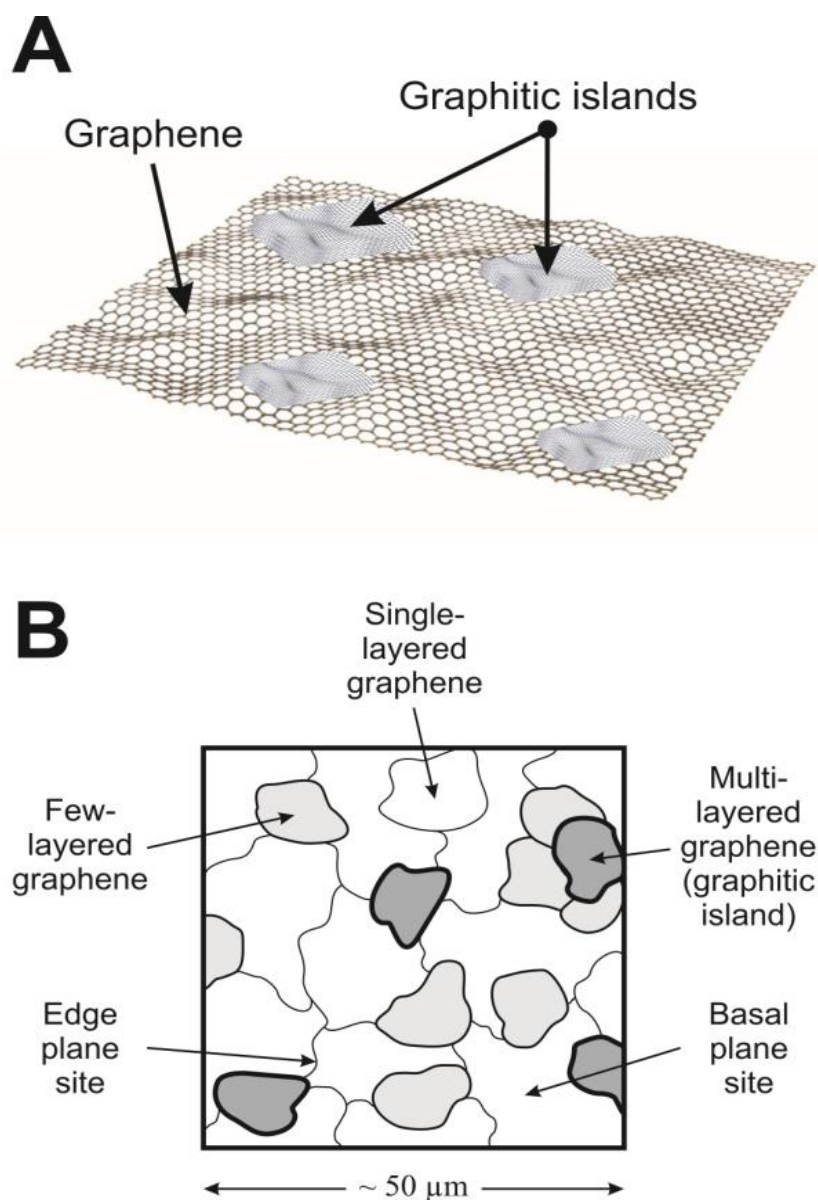 A
Graphitic islands
Graphene
B
Single-
layered
graphene
Few-
layered
graphene
Multi-
layered
graphene
(graphitic
island)
Edge
plane
site
Basal
plane
site
~ 50 µm